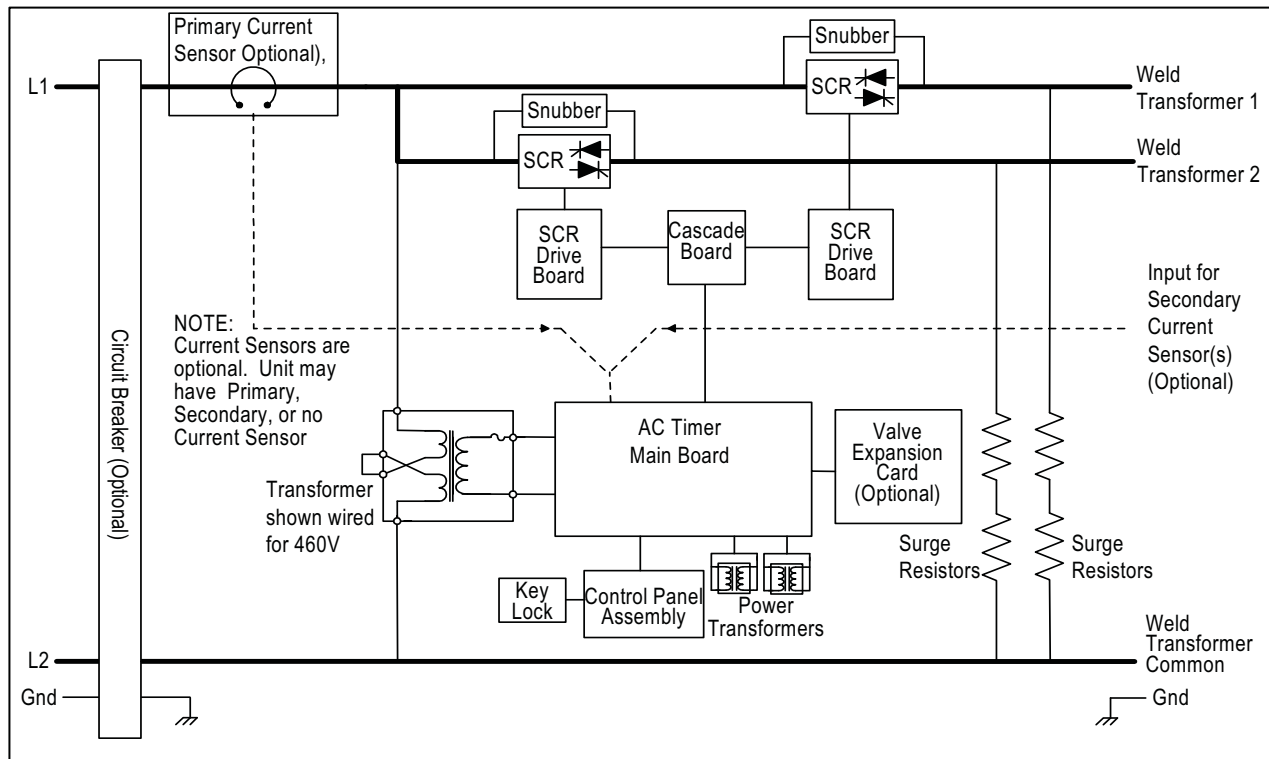 Primary Current
Sensor Optional),
Snubber
L1
SCR
Weld
Transformer 1
Snubber
SCR
Weld
Transformer 2
SCR
Drive
Board
Cascade
Board
SCR
Drive
Board
Input for
Secondary
Current
Sensor(s)
(Optional)
NOTE:
Current Sensors are
optional. Unit may
have Primary,
Secondary, or no
Current Sensor
Circuit Breaker (Optional)
AC Timer
Main Board
Valve
Expansion
Card
(Optional)
Transformer
shown wired
for 460V
Surge
Resistors
Surge
Resistors
Key
Lock
Control Panel
Assembly
Power
Transformers
Weld
Transformer
Common
L2
Gnd
Gnd